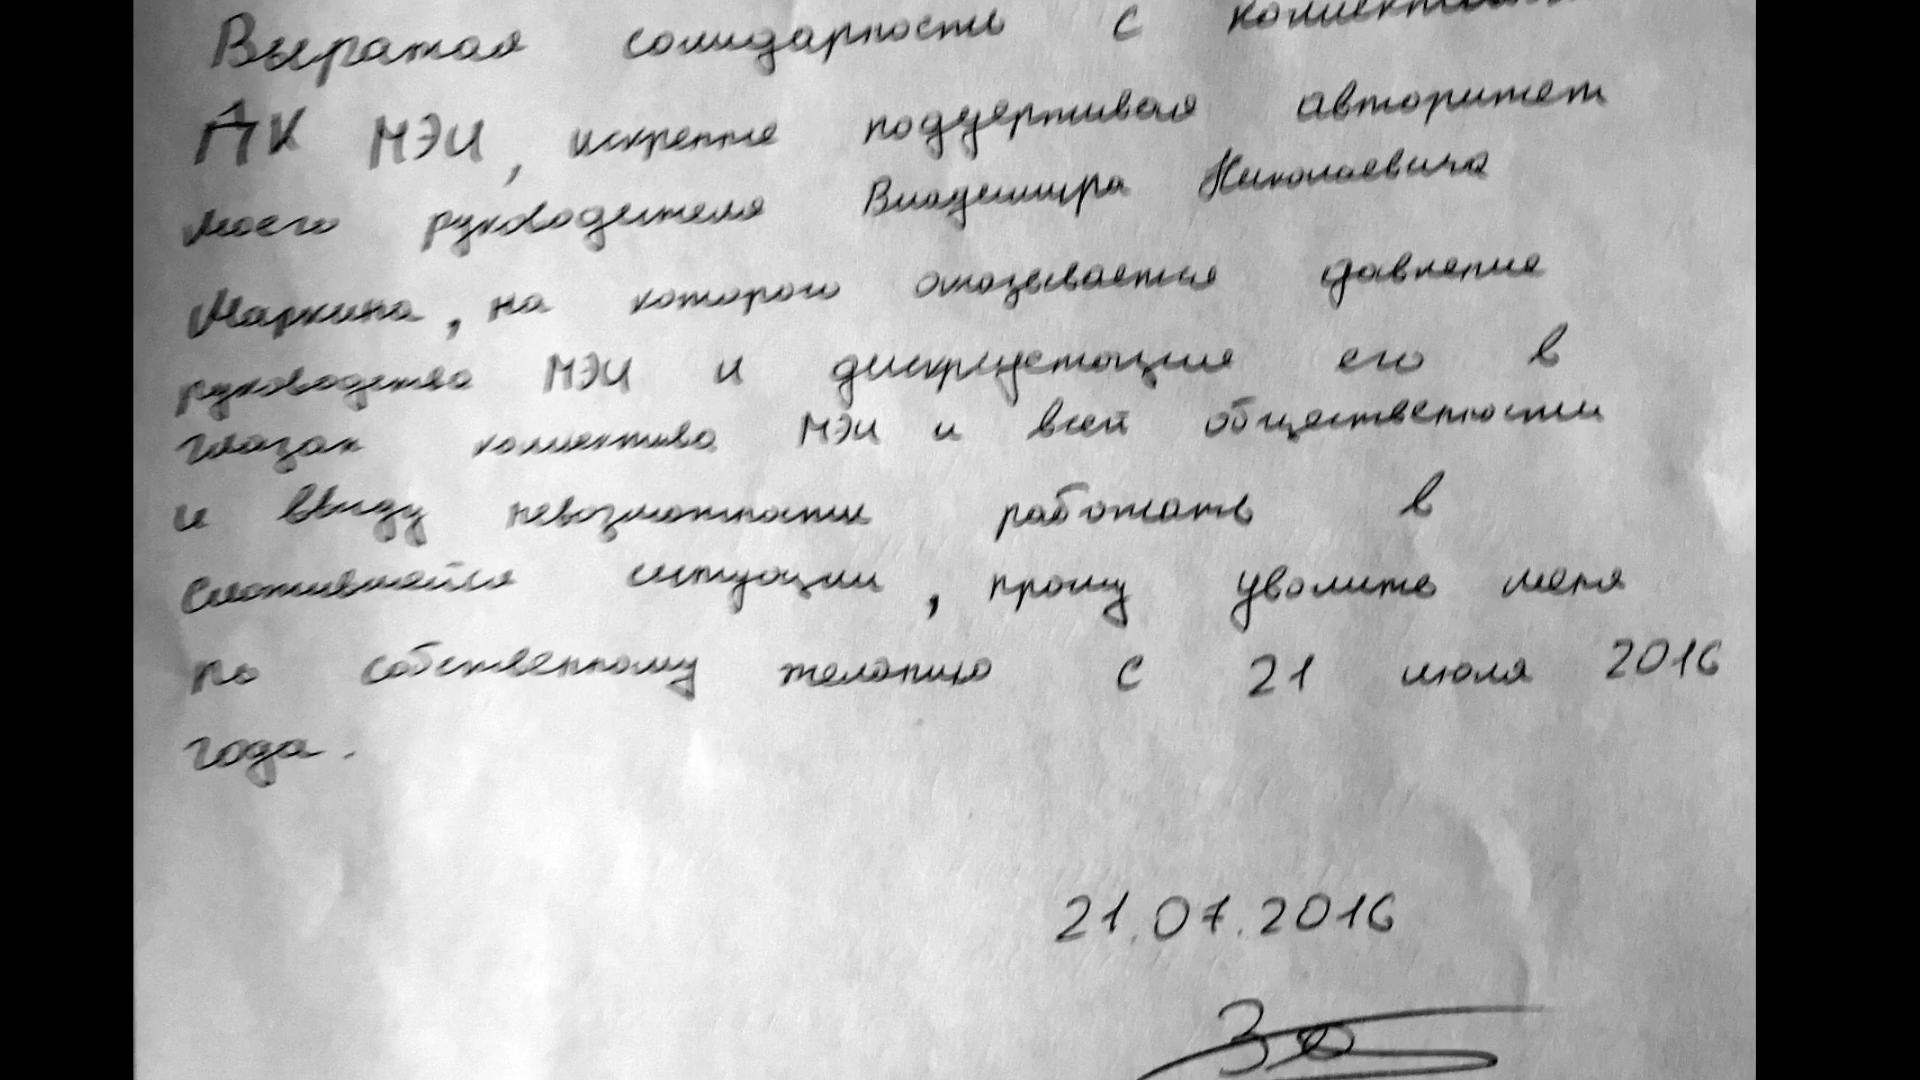 Выражая солидарность с коллективом
ДК МЭИ, искренне поддерживая авторитет
моего руководителя Владимира Николаевича
Маркина, на которого оказывается давление
руководства МЭИ и дискредетация его в
глазах коллектива МЭИ и всей общественности
и ввиду невозможности работать в
сложившейся ситуации, прошу уволить меня
по собственному желанию с 21 июля 2016
года.
21.07.2016